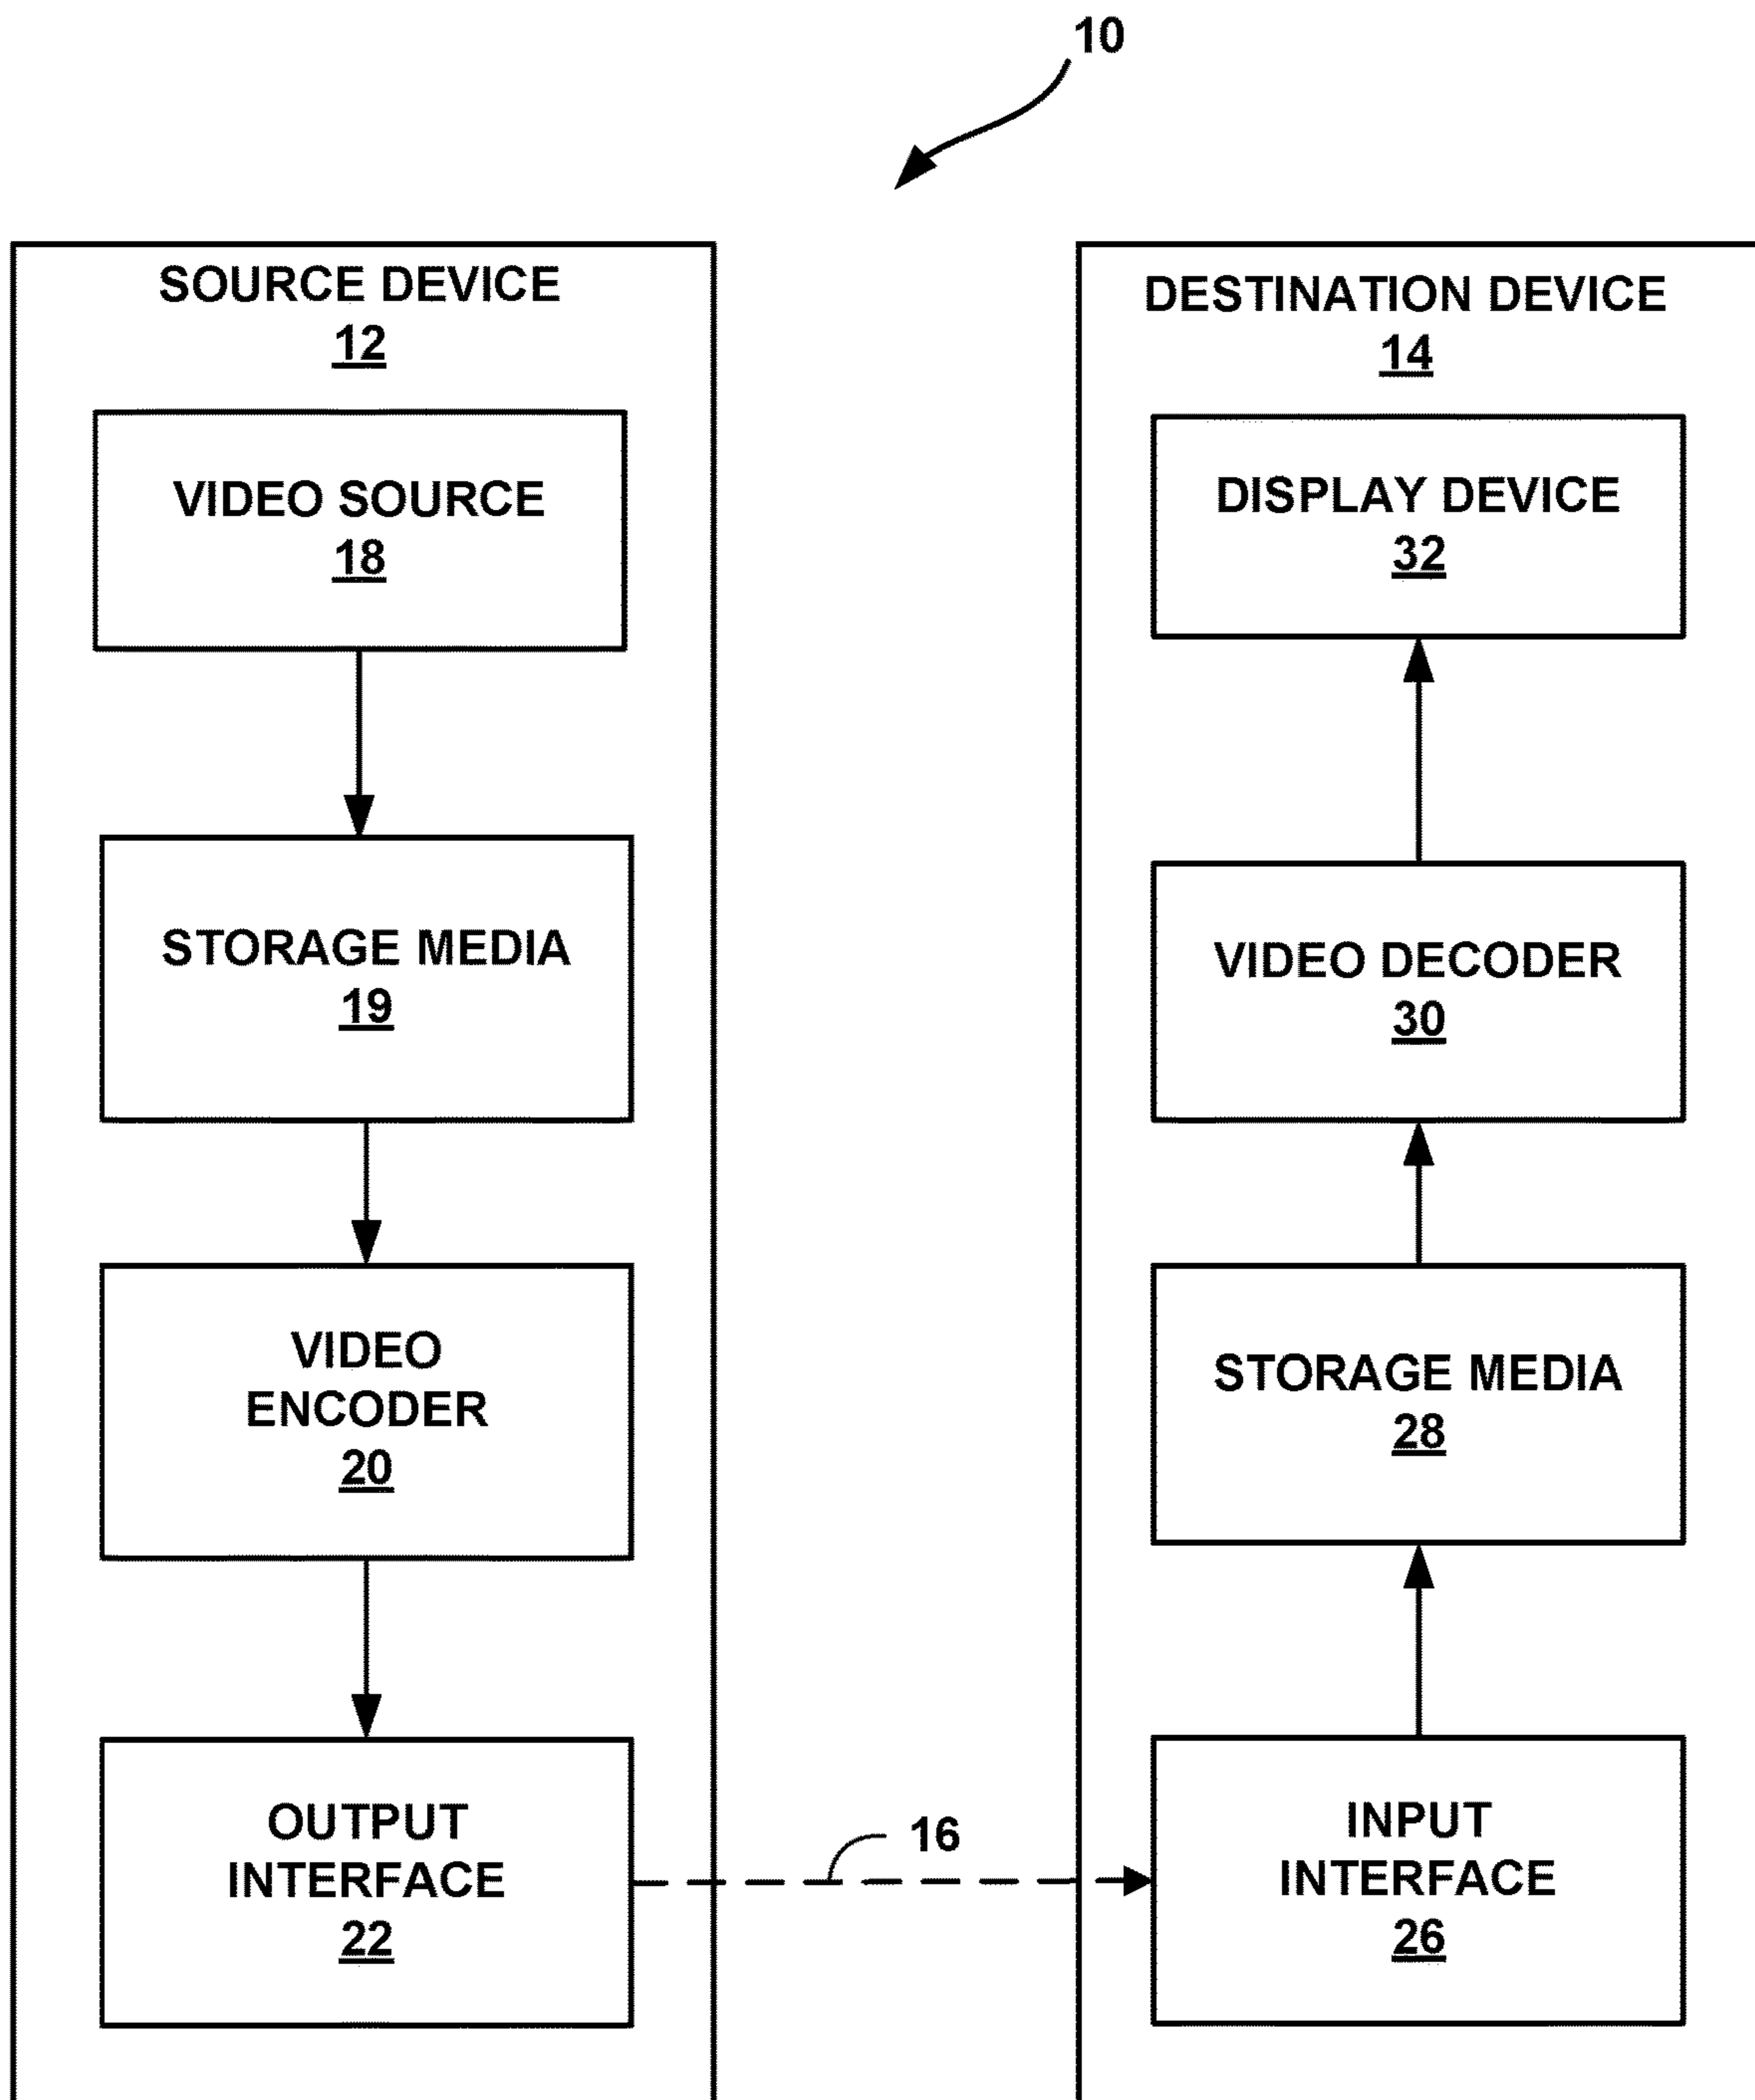 10
SOURCE DEVICE
12
VIDEO SOURCE
18
STORAGE MEDIA
19
VIDEO
ENCODER
20
OUTPUT
INTERFACE
22
16
DESTINATION DEVICE
14
DISPLAY DEVICE
32
VIDEO DECODER
30
STORAGE MEDIA
28
INPUT
INTERFACE
26